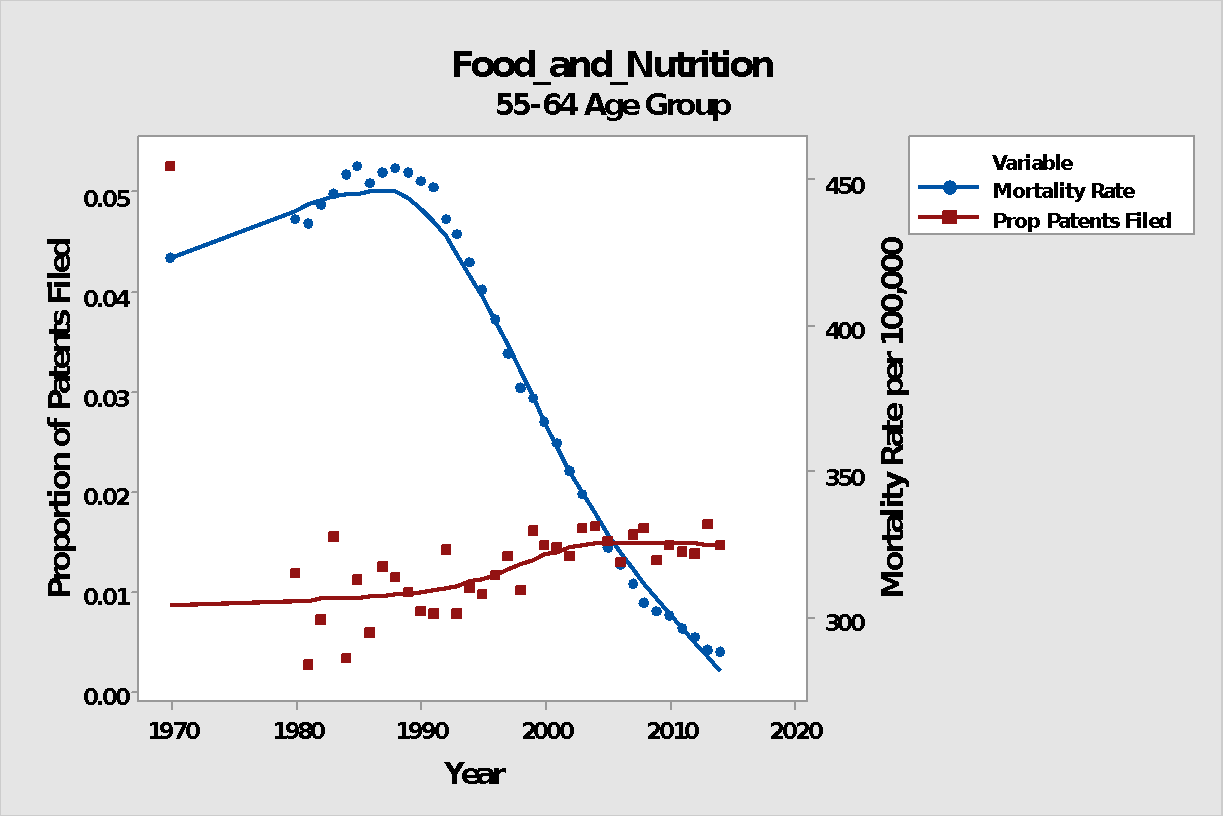 Food_and_Nutrition
55-64 Age Group
Proportion of Patents Filed
0.05
0.04
0.03
0.02
0.01
0.00
450
400
350
300
Mortality Rate per 100,000
1970 1980 1990 2000 2010 2020
Year
Variable
Mortality Rate
Prop Patents Filed